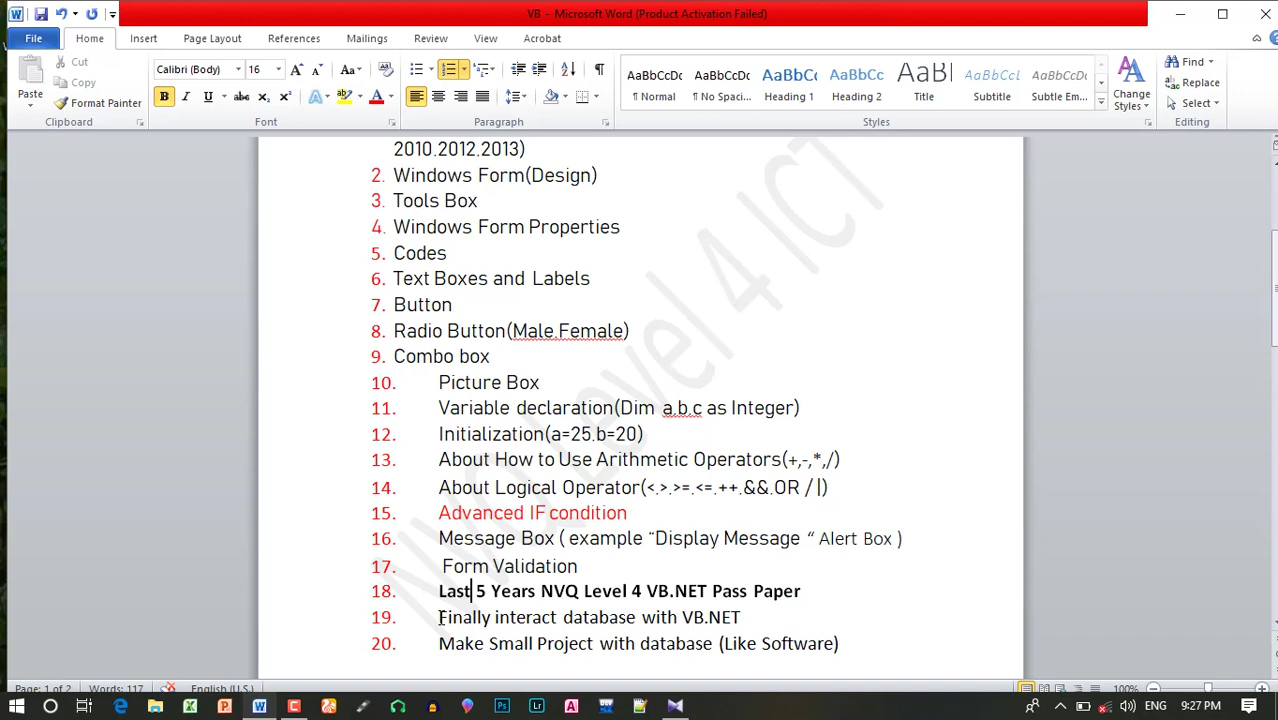 VB - Microsoft Word (Product Activation Failed)
File Home Insert Page Layout References Mailings Review View Acrobat
Cut
Copy
Format Painter
Paste
Calibri (Body) 16
AaBbCcDc AaBbCcDc AaBbCc AaBbCc AaB( AaBbCcl AaBbCcDc
¶ Normal ¶ No Spaci... Heading 1 Heading 2 Title Subtitle Subtle Em...
Change Styles
Find
Replace
Select
Clipboard Font Paragraph Styles Editing
2010.2012.2013)
2. Windows Form(Design)
3. Tools Box
4. Windows Form Properties
5. Codes
6. Text Boxes and Labels
7. Button
8. Radio Button(Male.Female)
9. Combo box
10. Picture Box
11. Variable declaration(Dim a.b.c as Integer)
12. Initialization(a=25.b=20)
13. About How to Use Arithmetic Operators(+,-,*,/)
14. About Logical Operator(<.>.>=.<=.++.&&.OR / |)
15. Advanced IF condition
16. Message Box ( example “Display Message “ Alert Box )
17. Form Validation
18. Last 5 Years NVQ Level 4 VB.NET Pass Paper
19. Finally interact database with VB.NET
20. Make Small Project with database (Like Software)
NVQ Level 4 ICT
Page: 1 of 2 Words: 117 English (U.S.) 100%
ENG 9:27 PM